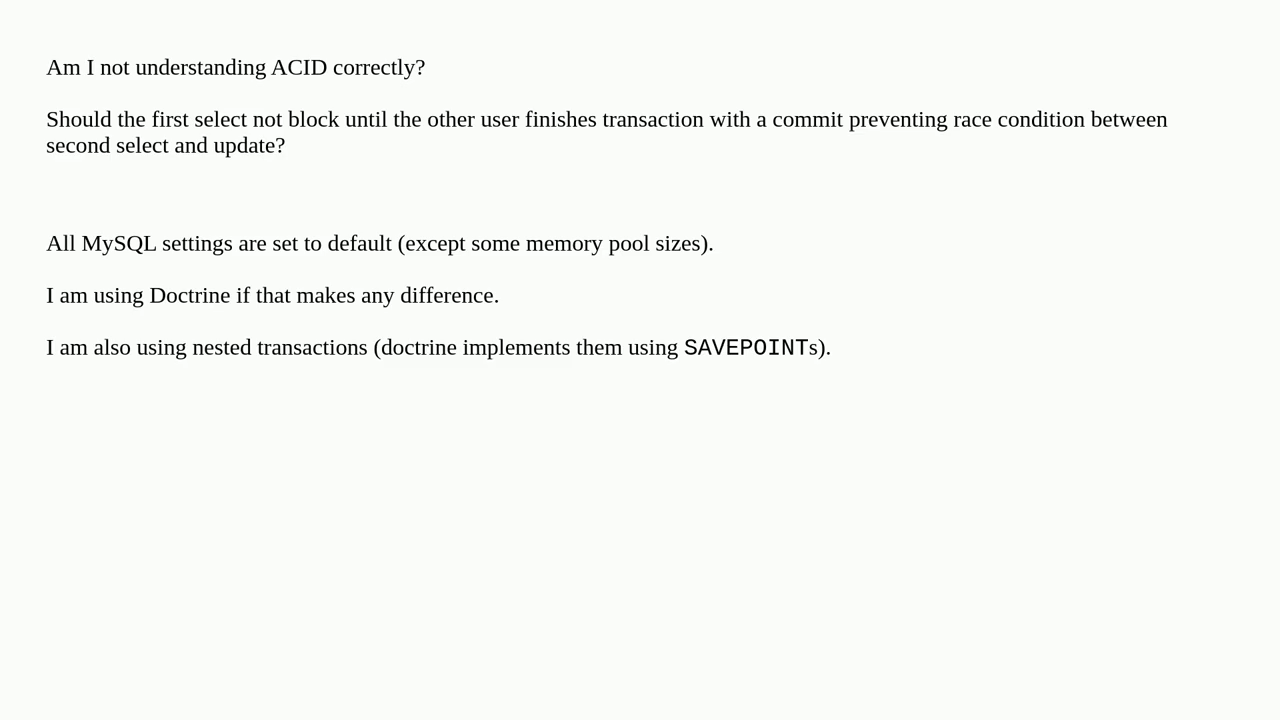 Am I not understanding ACID correctly?
Should the first select not block until the other user finishes transaction with a commit preventing race condition between
second select and update?
All MySQL settings are set to default (except some memory pool sizes).
I am using Doctrine if that makes any difference.
I am also using nested transactions (doctrine implements them using SAVEPOINTs).